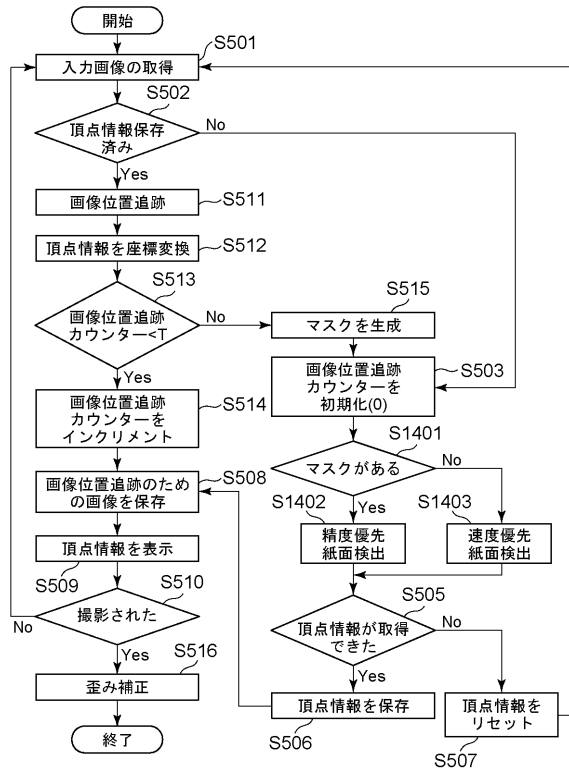 開始
S501
入力画像の取得
S502
頂点情報保存
済み
No
Yes
画像位置追跡
S511
頂点情報を座標変換
S512
S513
画像位置追跡
カウンター<T
No
Yes
S515
マスクを生成
画像位置追跡
カウンターを
初期化(0)
S503
画像位置追跡
カウンターを
インクリメント
S514
S1401
マスクがある
No
Yes
S1402
精度優先
紙面検出
S1403
速度優先
紙面検出
画像位置追跡のため
の画像を保存
S508
頂点情報を表示
S509
S510
撮影された
No
Yes
S505
頂点情報が取得
できた
No
Yes
S516
歪み補正
頂点情報を保存
S506
頂点情報を
リセット
S507
終了